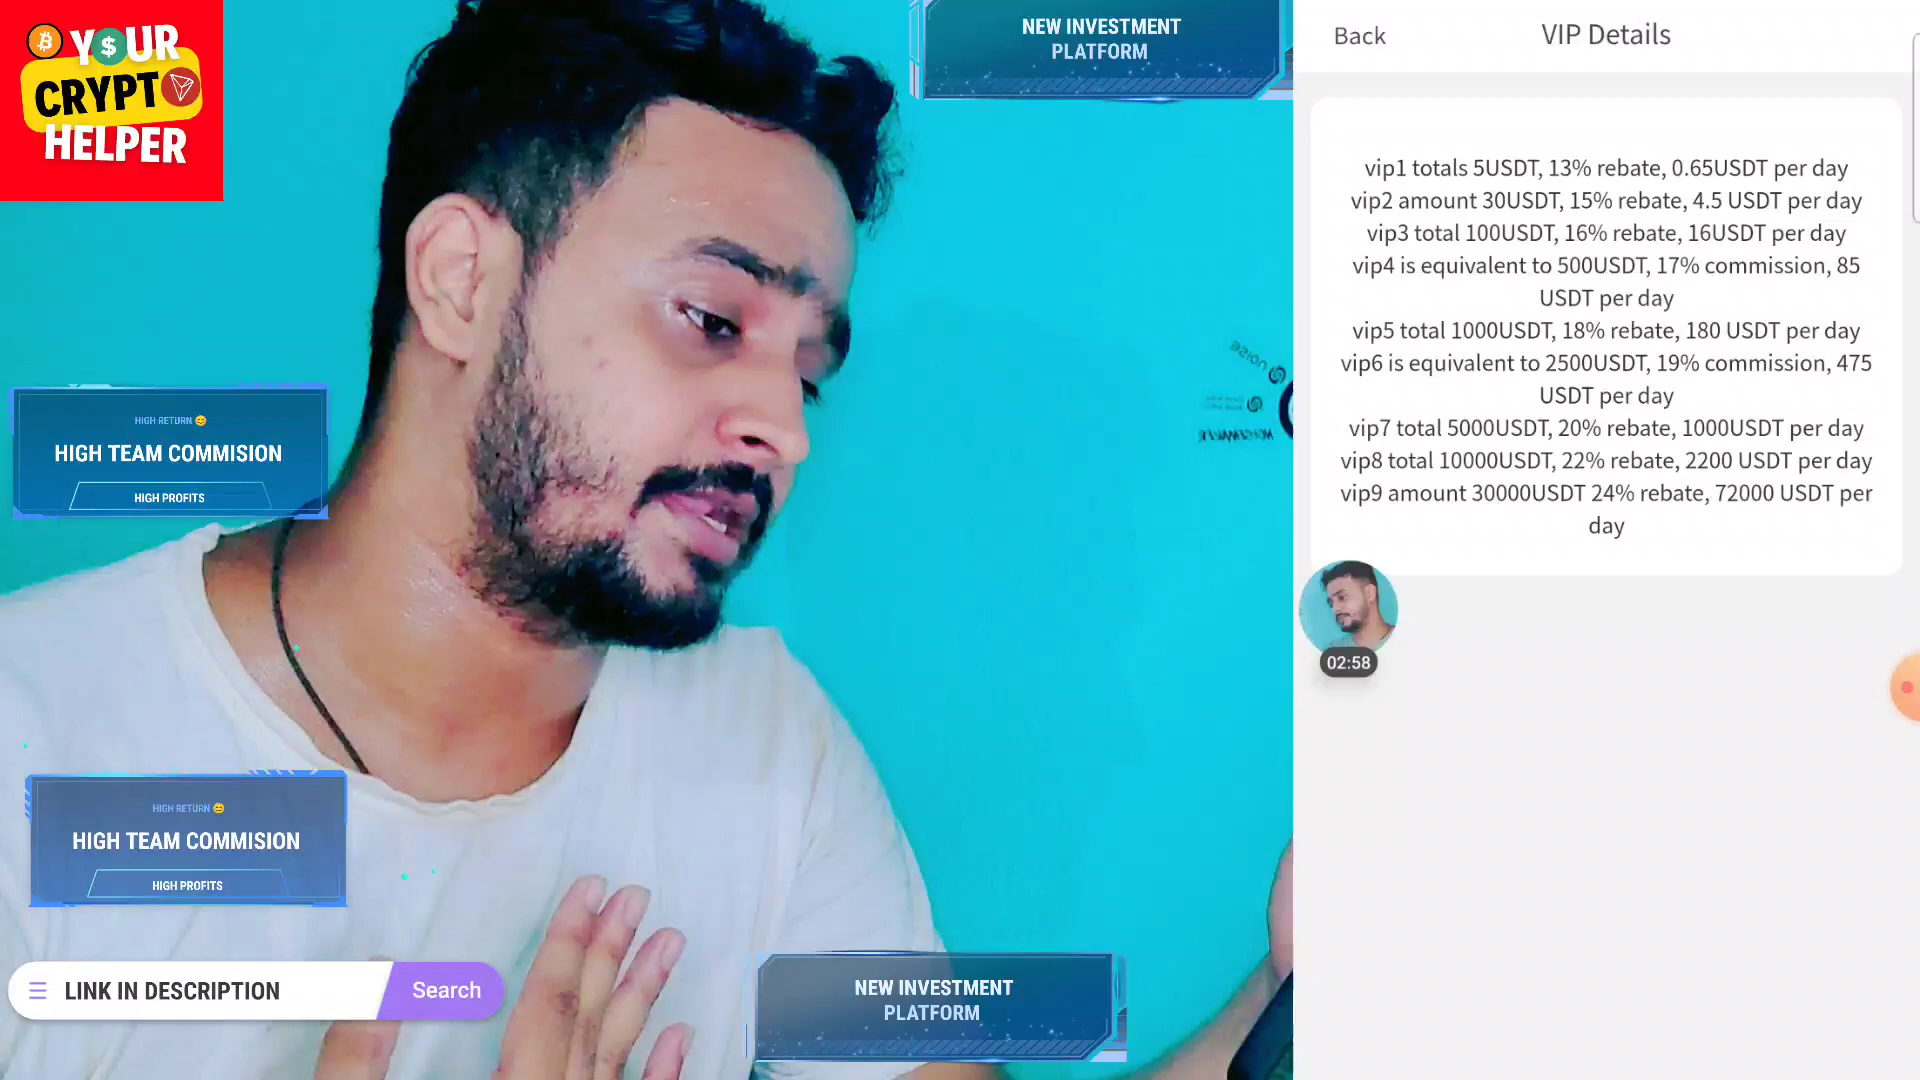 YOUR
CRYPTO
HELPER
NEW INVESTMENT
PLATFORM
HIGH RETURN 😊
HIGH TEAM COMMISION
HIGH PROFITS
HIGH RETURN 😊
HIGH TEAM COMMISION
HIGH PROFITS
LINK IN DESCRIPTION
Search
NEW INVESTMENT
PLATFORM
Back
VIP Details
vip1 totals 5USDT, 13% rebate, 0.65USDT per day
vip2 amount 30USDT, 15% rebate, 4.5 USDT per day
vip3 total 100USDT, 16% rebate, 16USDT per day
vip4 is equivalent to 500USDT, 17% commission, 85
USDT per day
vip5 total 1000USDT, 18% rebate, 180 USDT per day
vip6 is equivalent to 2500USDT, 19% commission, 475
USDT per day
vip7 total 5000USDT, 20% rebate, 1000USDT per day
vip8 total 10000USDT, 22% rebate, 2200 USDT per day
vip9 amount 30000USDT 24% rebate, 72000 USDT per
day
02:58